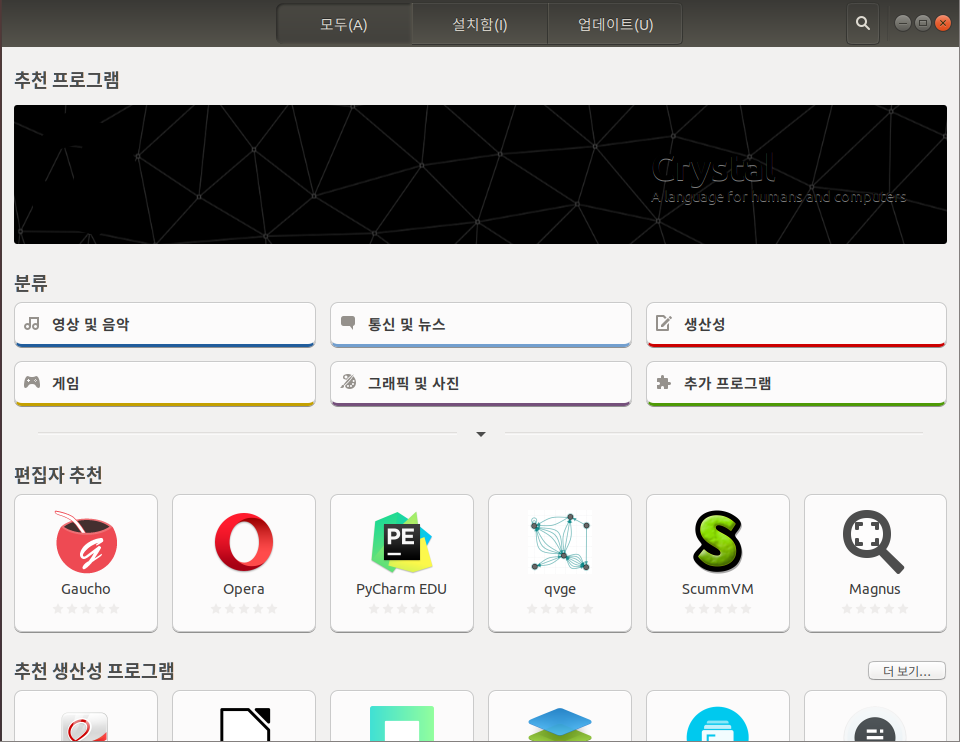 모두(A) 설치함(I) 업데이트(U)
추천 프로그램
Crystal
A language for humans and computers
분류
영상 및 음악 통신 및 뉴스 생산성
게임 그래픽 및 사진 추가 프로그램
편집자 추천
PE
Gaucho Opera PyCharm EDU qvge ScummVM Magnus
추천 생산성 프로그램 더 보기...